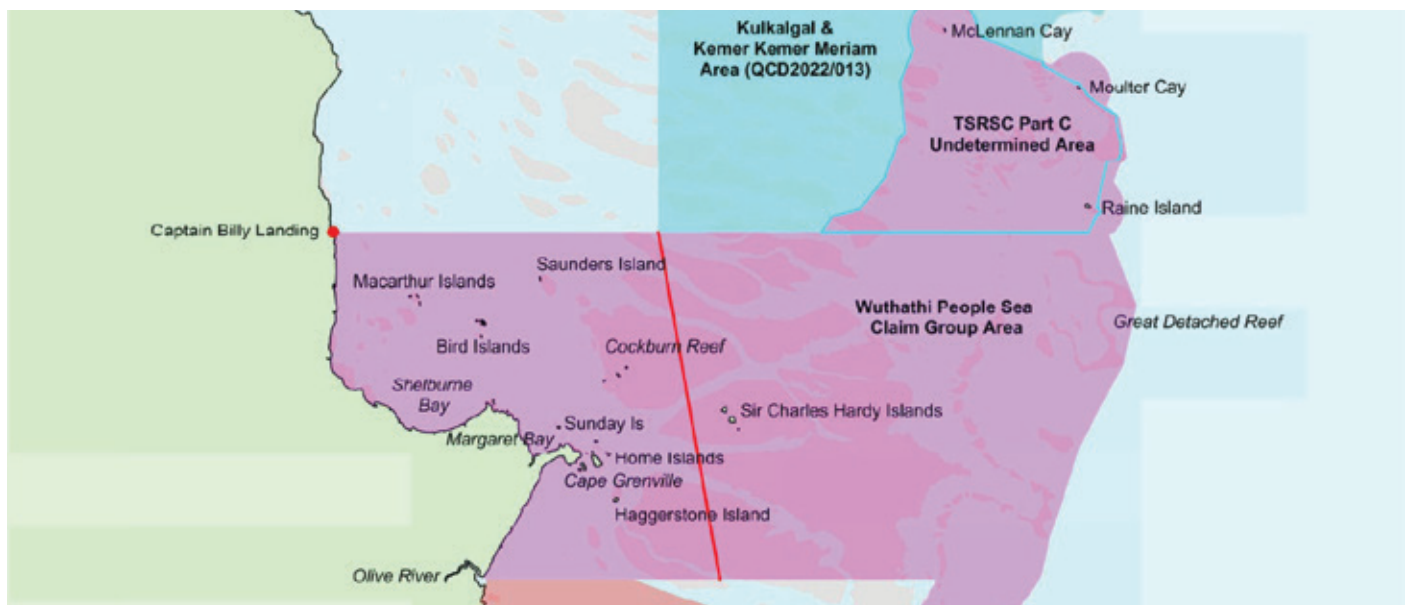 Kulkalgal &
Kemer Kemer Meriam
Area (QCD2022/013)
McLennan Cay
Moulter Cay
TSRSC Part C
Undetermined Area
Raine Island
Captain Billy Landing
Saunders Island
Macarthur Islands
Wuthathi People Sea
Claim Group Area
Great Detached Reef
Bird Islands
Cockburn Reef
Shelburne
Bay
Sir Charles Hardy Islands
Sunday Is
Margaret Bay
Home Islands
Cape Grenville
Haggerstone Island
Olive River